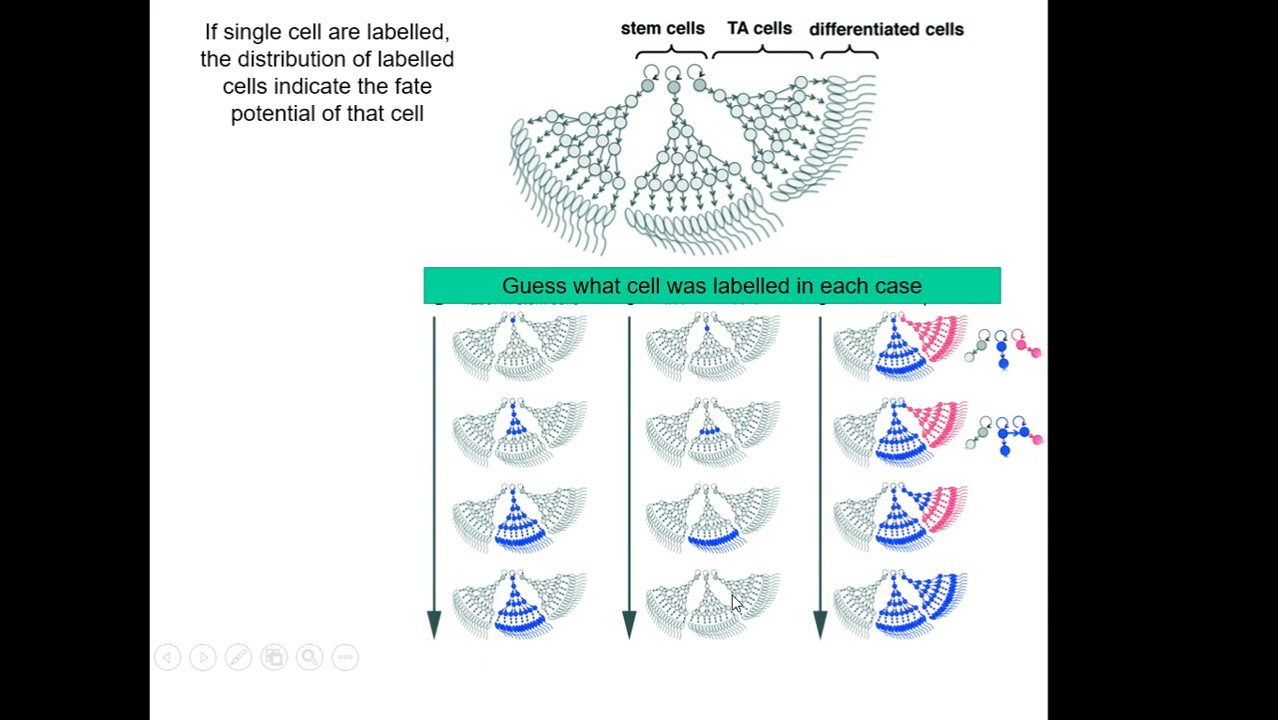 If single cell are labelled,
the distribution of labelled
cells indicate the fate
potential of that cell
stem cells TA cells differentiated cells
Guess what cell was labelled in each case